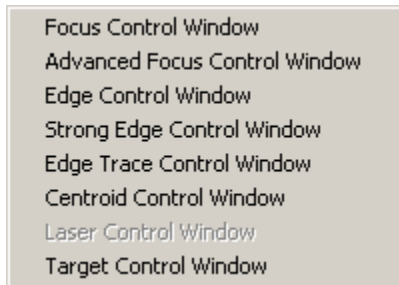 Focus Control Window
Advanced Focus Control Window
Edge Control Window
Strong Edge Control Window
Edge Trace Control Window
Centroid Control Window
Laser Control Window
Target Control Window